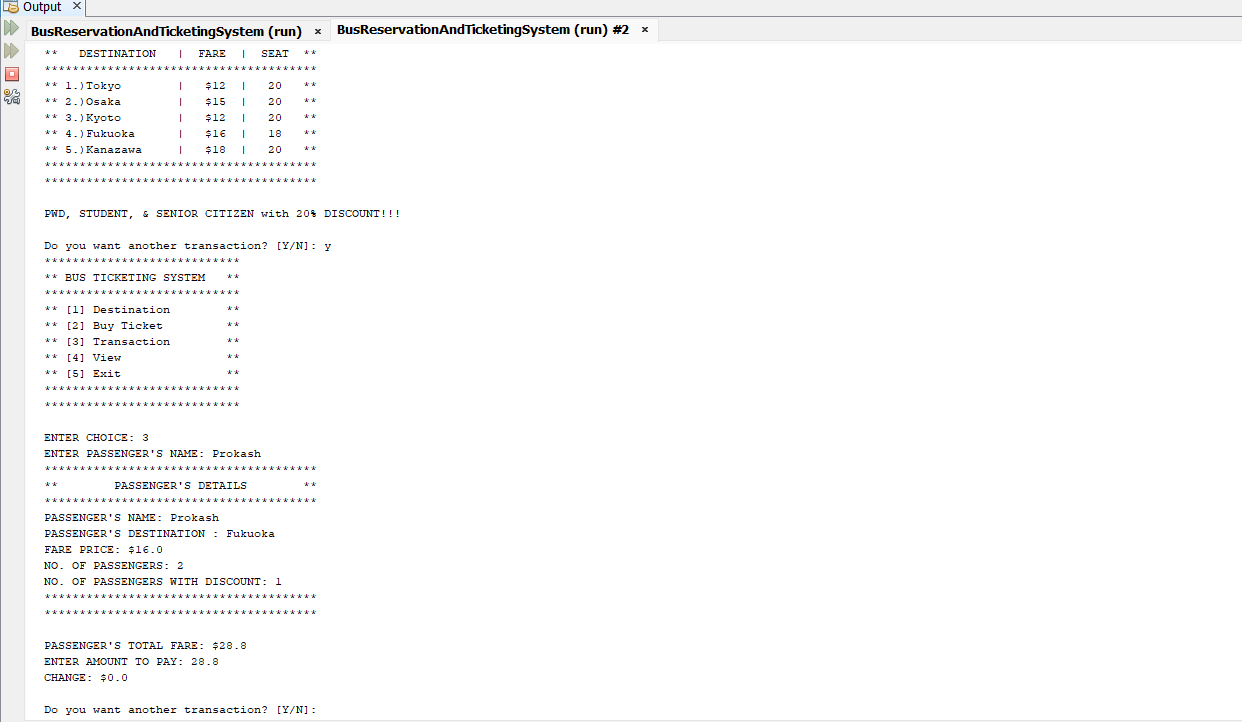 Output ×
BusReservationAndTicketingSystem (run) × BusReservationAndTicketingSystem (run) #2 ×
**   DESTINATION   |  FARE  |  SEAT  **
***************************************
** 1.)Tokyo        |   $12  |   20   **
** 2.)Osaka        |   $15  |   20   **
** 3.)Kyoto        |   $12  |   20   **
** 4.)Fukuoka      |   $16  |   18   **
** 5.)Kanazawa     |   $18  |   20   **
***************************************
***************************************
PWD, STUDENT, & SENIOR CITIZEN with 20% DISCOUNT!!!
Do you want another transaction? [Y/N]: y
****************************
** BUS TICKETING SYSTEM   **
****************************
** [1] Destination        **
** [2] Buy Ticket         **
** [3] Transaction        **
** [4] View               **
** [5] Exit               **
****************************
****************************
ENTER CHOICE: 3
ENTER PASSENGER'S NAME: Prokash
***************************************
**        PASSENGER'S DETAILS        **
***************************************
PASSENGER'S NAME: Prokash
PASSENGER'S DESTINATION : Fukuoka
FARE PRICE: $16.0
NO. OF PASSENGERS: 2
NO. OF PASSENGERS WITH DISCOUNT: 1
***************************************
***************************************
PASSENGER'S TOTAL FARE: $28.8
ENTER AMOUNT TO PAY: 28.8
CHANGE: $0.0
Do you want another transaction? [Y/N]: